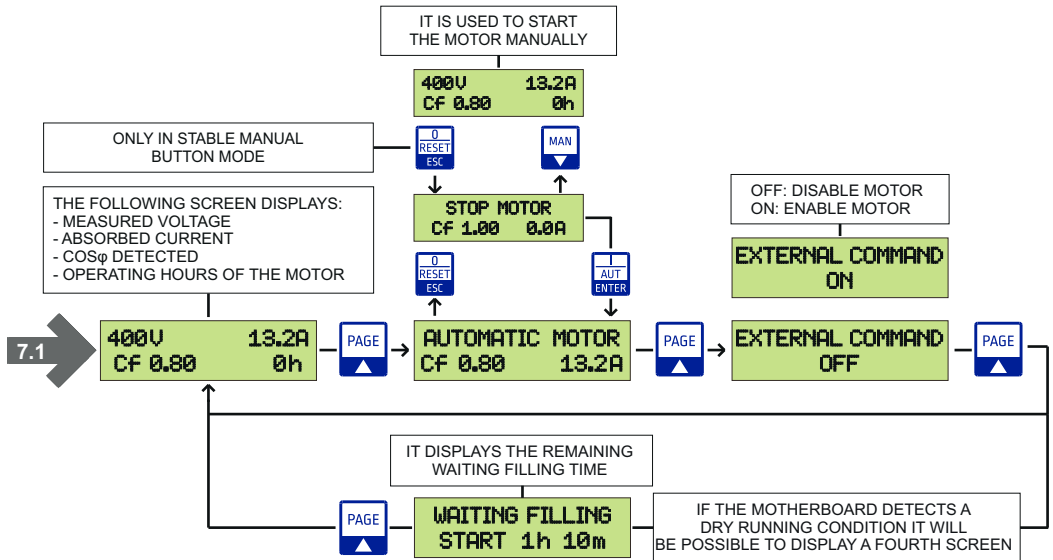 IT IS USED TO START
THE MOTOR MANUALLY
400V 13.2A
Cf 0.80 0h
ONLY IN STABLE MANUAL
BUTTON MODE
0
RESET
ESC
MAN
THE FOLLOWING SCREEN DISPLAYS:
- MEASURED VOLTAGE
- ABSORBED CURRENT
- COSφ DETECTED
- OPERATING HOURS OF THE MOTOR
STOP MOTOR
Cf 1.00 0.0A
OFF: DISABLE MOTOR
ON: ENABLE MOTOR
EXTERNAL COMMAND
ON
0
RESET
ESC
I
AUT
ENTER
7.1
400V 13.2A
Cf 0.80 0h
PAGE
AUTOMATIC MOTOR
Cf 0.80 13.2A
PAGE
EXTERNAL COMMAND
OFF
PAGE
IT DISPLAYS THE REMAINING
WAITING FILLING TIME
PAGE
WAITING FILLING
START 1h 10m
IF THE MOTHERBOARD DETECTS A
DRY RUNNING CONDITION IT WILL
BE POSSIBLE TO DISPLAY A FOURTH SCREEN